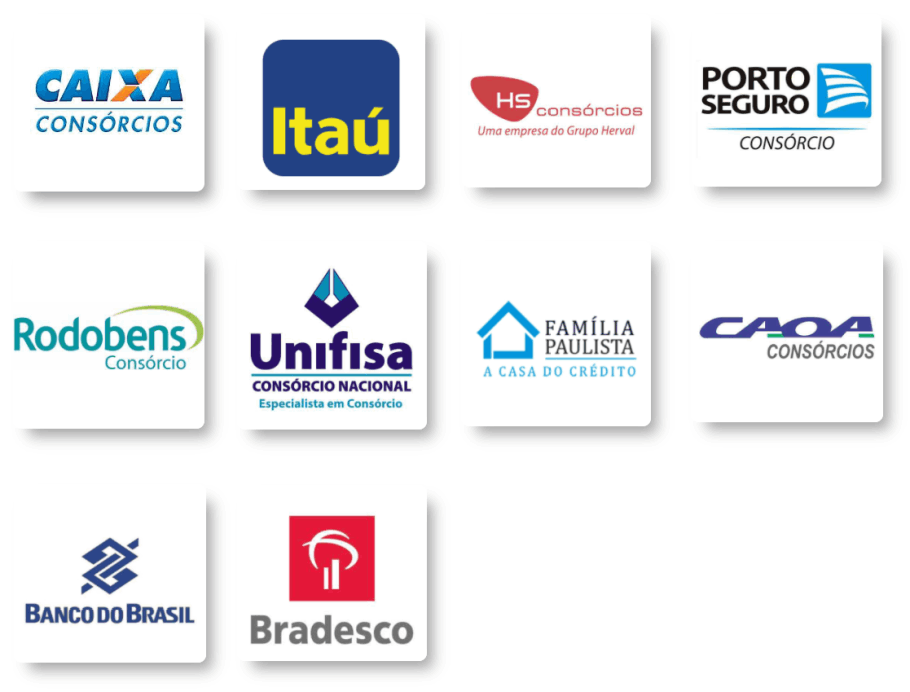 CAIXA
CONSÓRCIOS
Itaú
HS consórcios
Uma empresa do Grupo Herval
PORTO
SEGURO
CONSÓRCIO
Rodobens
Consórcio
Unifisa
CONSÓRCIO NACIONAL
Especialista em Consórcio
FAMÍLIA
PAULISTA
A CASA DO CRÉDITO
CAOA
CONSÓRCIOS
BANCO DO BRASIL
Bradesco